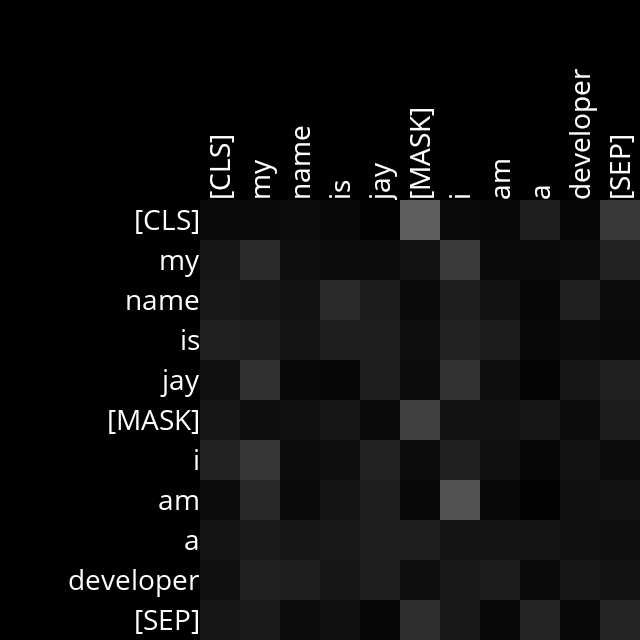 [CLS]
my
name
is
jay
[MASK]
i
am
a
developer
[SEP]
[CLS]
my
name
is
jay
[MASK]
i
am
a
developer
[SEP]